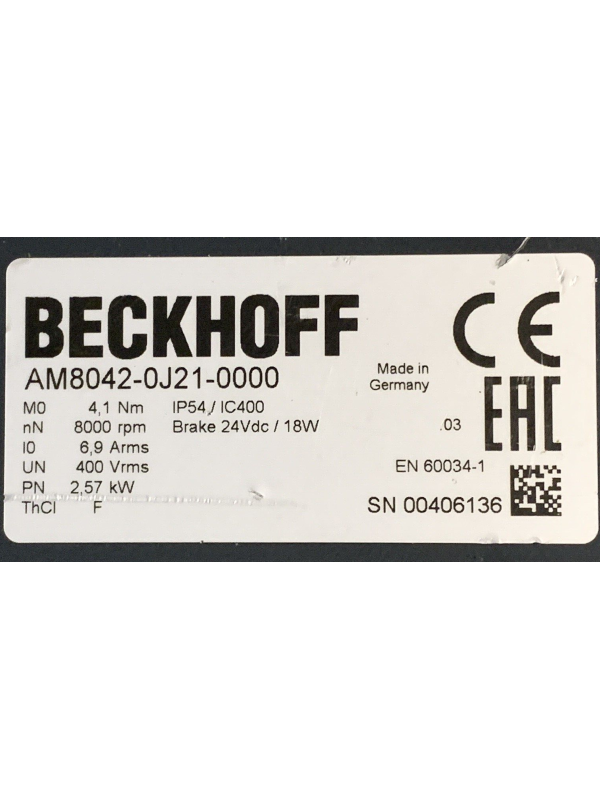 BECKHOFF
CE
AM8042-0J21-0000
Made in
Germany
M0 4,1 Nm IP54 / IC400
nN 8000 rpm Brake 24Vdc / 18W
.03
EAC
I0 6,9 Arms
UN 400 Vrms
EN 60034-1
PN 2,57 kW
ThCl F
SN 00406136